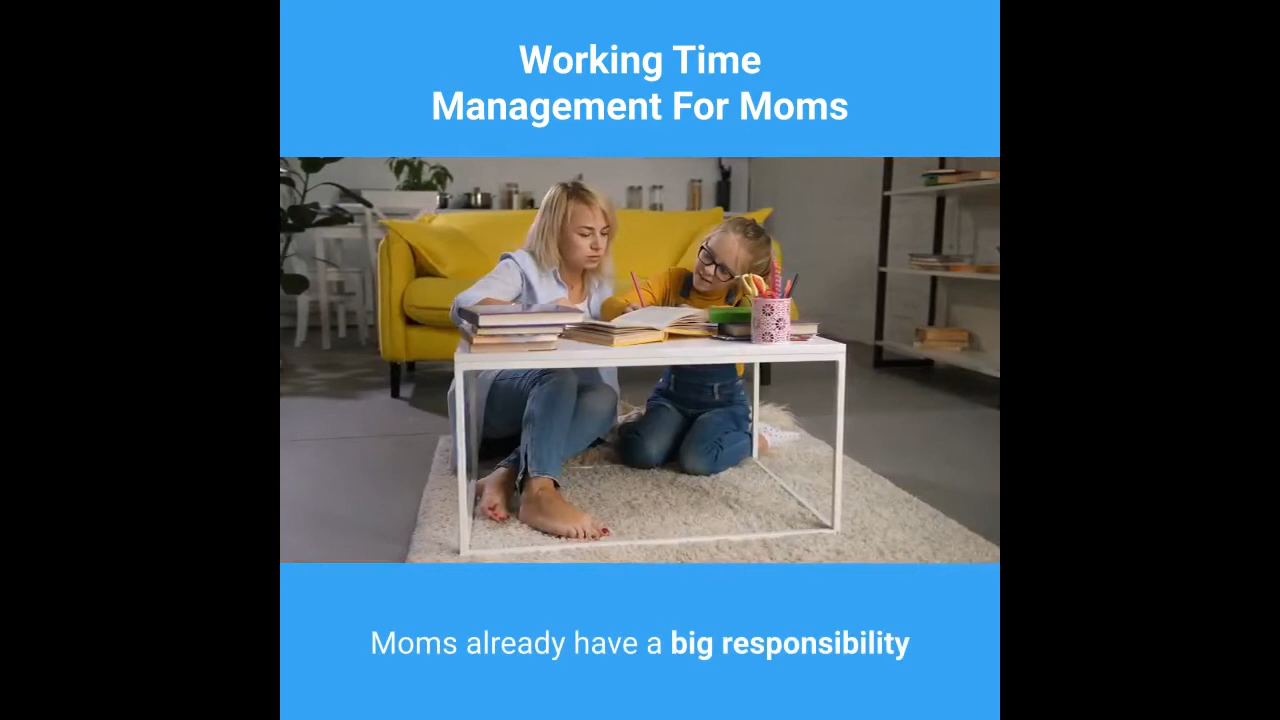 Working Time
Management For Moms
Moms already have a big responsibility